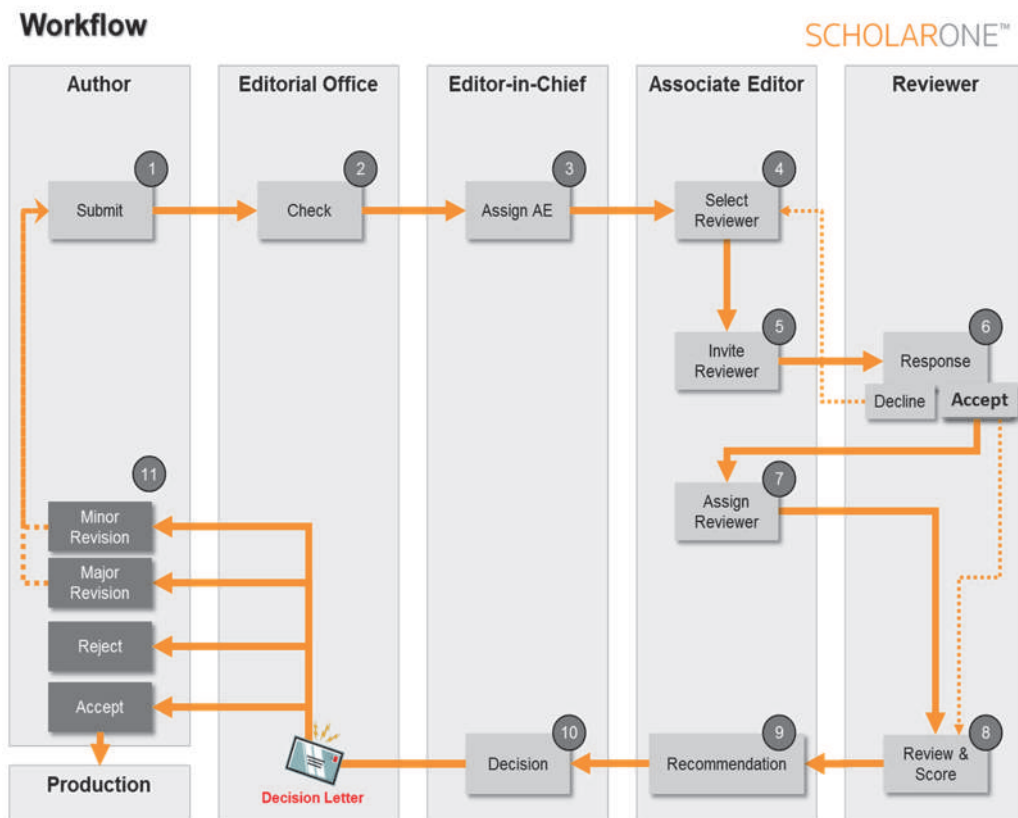 Workflow
SCHOLARONE™
Author
Editorial Office
Editor-in-Chief
Associate Editor
Reviewer
1
Submit
2
Check
3
Assign AE
4
Select
Reviewer
5
Invite
Reviewer
6
Response
Decline
Accept
7
Assign
Reviewer
11
Minor
Revision
Major
Revision
Reject
Accept
8
Review &
Score
9
Recommendation
10
Decision
Decision Letter
Production